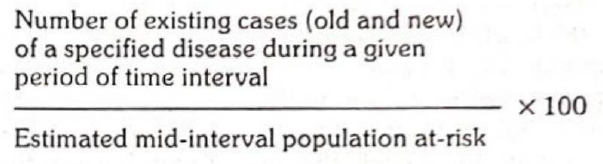 Number of existing cases (old and new)
of a specified disease during a given
period of time interval
× 100
Estimated mid-interval population at-risk